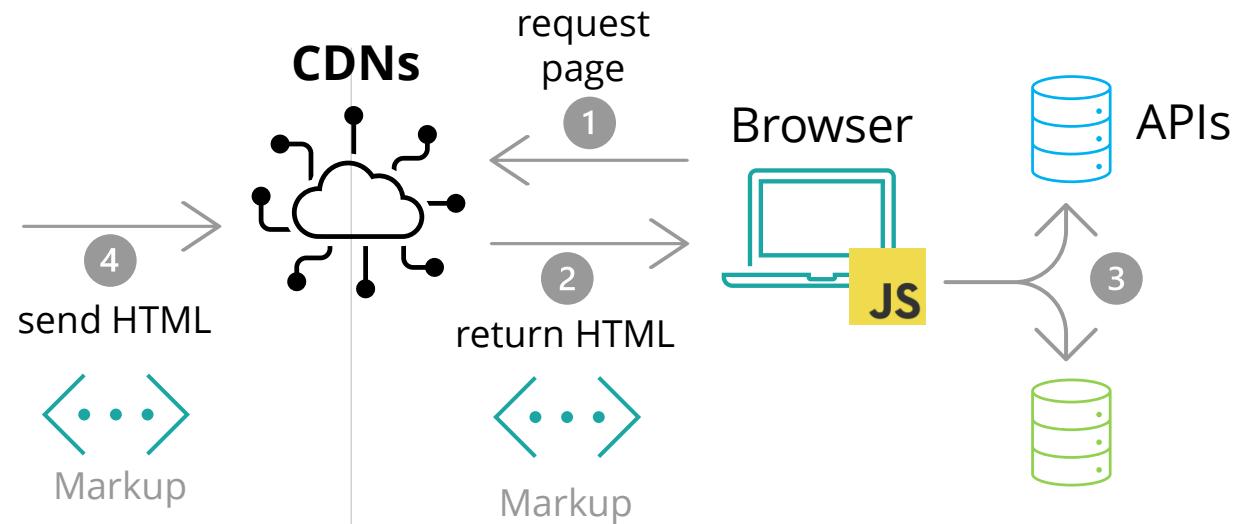 CDNs
request
page
1
Browser
APIs
4
send HTML
Markup
2
return HTML
Markup
JS
3